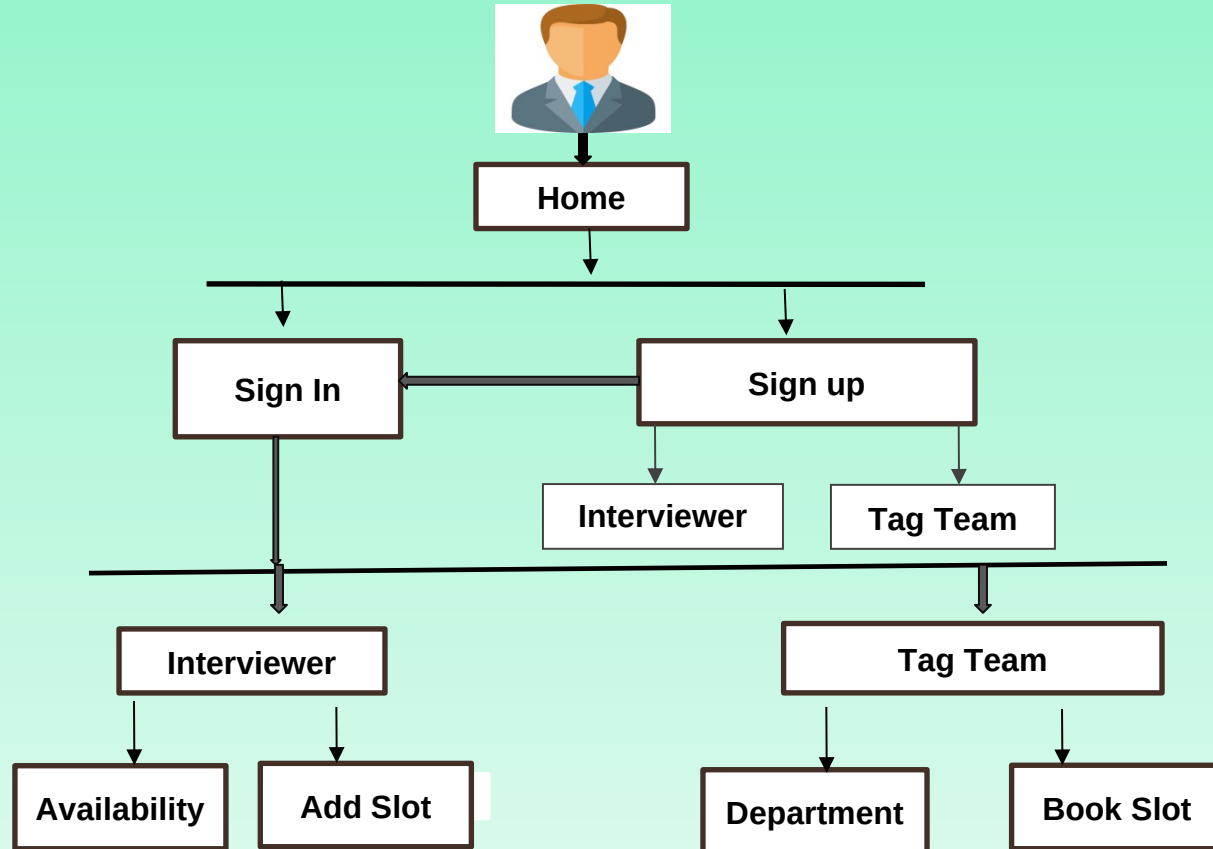 Home
Sign In
Sign up
Interviewer
Tag Team
Interviewer
Tag Team
Availability
Add Slot
Department
Book Slot